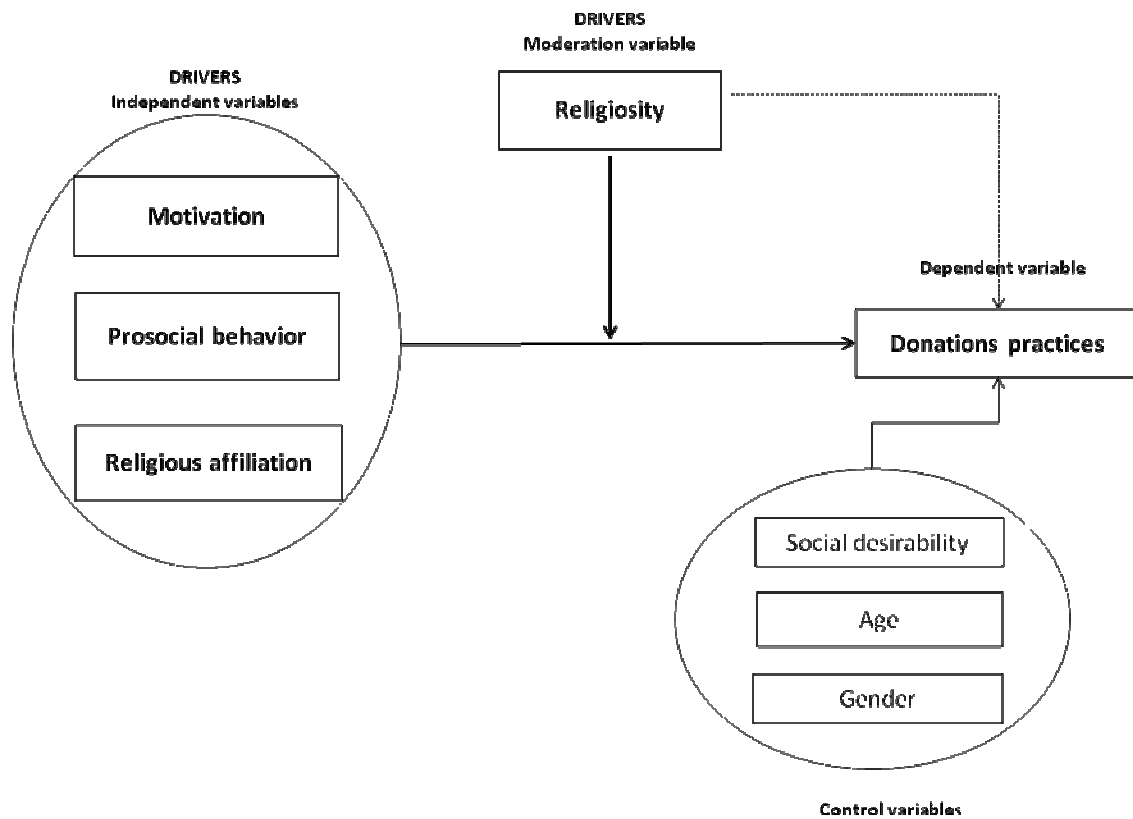 DRIVERS
Moderation variable
Religiosity
DRIVERS
Independent variables
Motivation
Prosocial behavior
Religious affiliation
Dependent variable
Donations practices
Social desirability
Age
Gender
Control variables